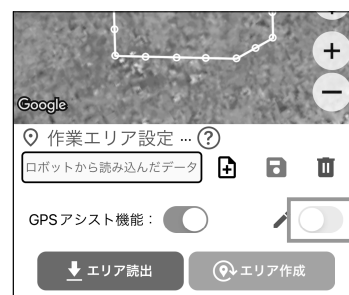 Google
作業エリア設定 … ?
ロボットから読み込んだデータ
GPSアシスト機能：
エリア読出
エリア作成